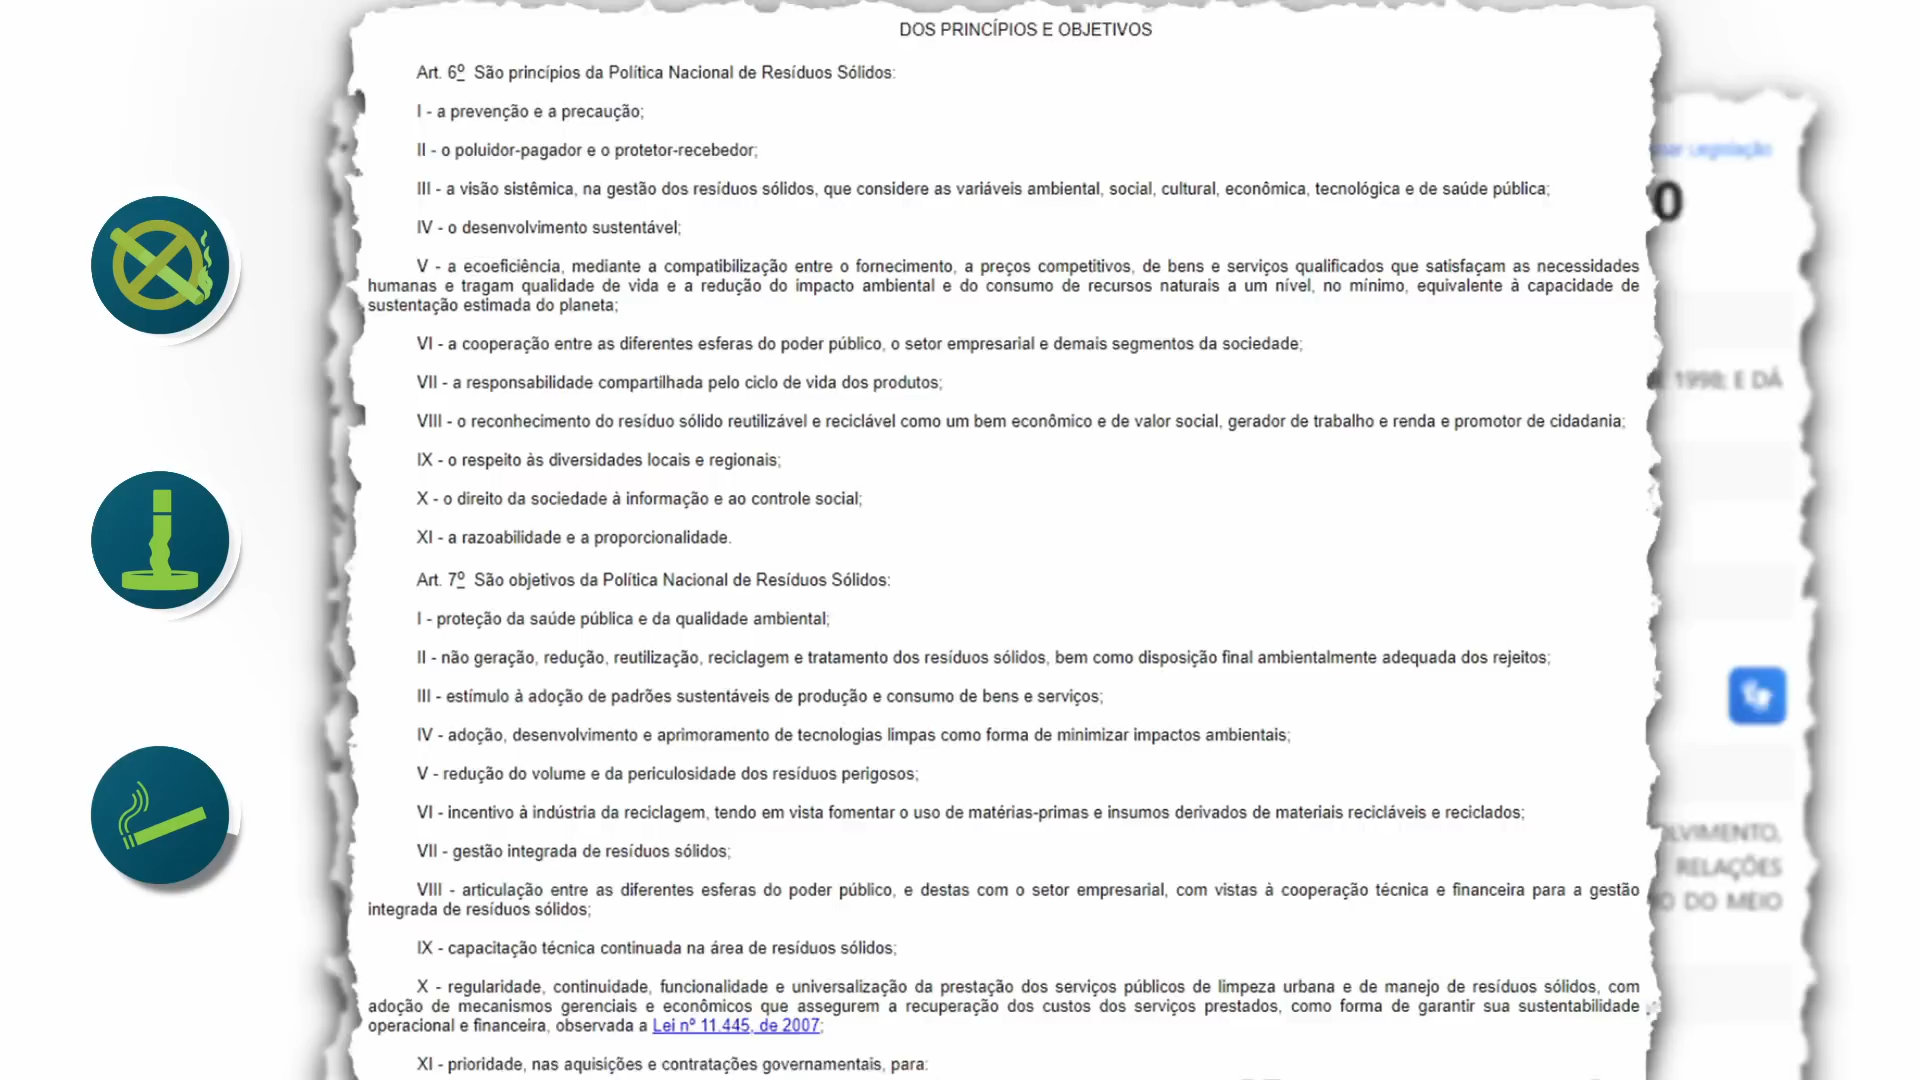 DOS PRINCÍPIOS E OBJETIVOS
Art. 6º São princípios da Política Nacional de Resíduos Sólidos:
I - a prevenção e a precaução;
II - o poluidor-pagador e o protetor-recebedor;
III - a visão sistêmica, na gestão dos resíduos sólidos, que considere as variáveis ambiental, social, cultural, econômica, tecnológica e de saúde pública;
IV - o desenvolvimento sustentável;
V - a ecoeficiência, mediante a compatibilização entre o fornecimento, a preços competitivos, de bens e serviços qualificados que satisfaçam as necessidades
humanas e tragam qualidade de vida e a redução do impacto ambiental e do consumo de recursos naturais a um nível, no mínimo, equivalente à capacidade de
sustentação estimada do planeta;
VI - a cooperação entre as diferentes esferas do poder público, o setor empresarial e demais segmentos da sociedade;
VII - a responsabilidade compartilhada pelo ciclo de vida dos produtos;
VIII - o reconhecimento do resíduo sólido reutilizável e reciclável como um bem econômico e de valor social, gerador de trabalho e renda e promotor de cidadania;
IX - o respeito às diversidades locais e regionais;
X - o direito da sociedade à informação e ao controle social;
XI - a razoabilidade e a proporcionalidade.
Art. 7º São objetivos da Política Nacional de Resíduos Sólidos:
I - proteção da saúde pública e da qualidade ambiental;
II - não geração, redução, reutilização, reciclagem e tratamento dos resíduos sólidos, bem como disposição final ambientalmente adequada dos rejeitos;
III - estímulo à adoção de padrões sustentáveis de produção e consumo de bens e serviços;
IV - adoção, desenvolvimento e aprimoramento de tecnologias limpas como forma de minimizar impactos ambientais;
V - redução do volume e da periculosidade dos resíduos perigosos;
VI - incentivo à indústria da reciclagem, tendo em vista fomentar o uso de matérias-primas e insumos derivados de materiais recicláveis e reciclados;
VII - gestão integrada de resíduos sólidos;
VIII - articulação entre as diferentes esferas do poder público, e destas com o setor empresarial, com vistas à cooperação técnica e financeira para a gestão
integrada de resíduos sólidos;
IX - capacitação técnica continuada na área de resíduos sólidos;
X - regularidade, continuidade, funcionalidade e universalização da prestação dos serviços públicos de limpeza urbana e de manejo de resíduos sólidos, com
adoção de mecanismos gerenciais e econômicos que assegurem a recuperação dos custos dos serviços prestados, como forma de garantir sua sustentabilidade
operacional e financeira, observada a Lei nº 11.445, de 2007;
XI - prioridade, nas aquisições e contratações governamentais, para:
Legislação
0
1998; E DÁ
RELAÇÕES
DO MEIO